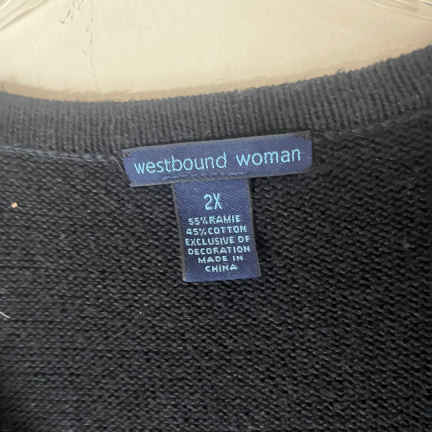 westbound woman
2X
55%RAMIE
45%COTTON
EXCLUSIVE OF
DECORATION
MADE IN
CHINA